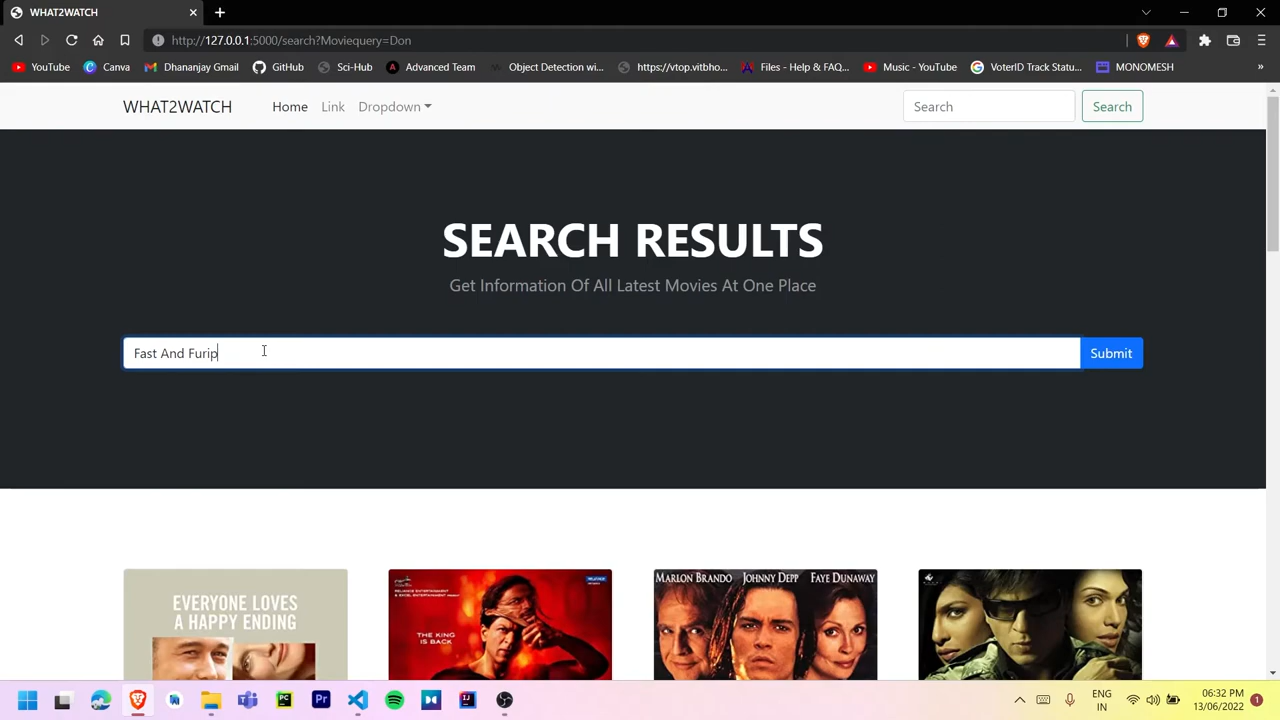 WHAT2WATCH
http://127.0.0.1:5000/search?Moviequery=Don
YouTube Canva Dhananjay Gmail GitHub Sci-Hub Advanced Team Object Detection wi... https://vtop.vitbho... Files - Help & FAQ... Music - YouTube VoterID Track Statu... MONOMESH »
WHAT2WATCH Home Link Dropdown Search Search
SEARCH RESULTS
Get Information Of All Latest Movies At One Place
Fast And Furip Submit
EVERYONE LOVES
A HAPPY ENDING
RELIANCE
THE KING
IS BACK
MARLON BRANDO JOHNNY DEPP FAYE DUNAWAY
PC Pr IJ
ENG
IN
06:32 PM
13/06/2022
1